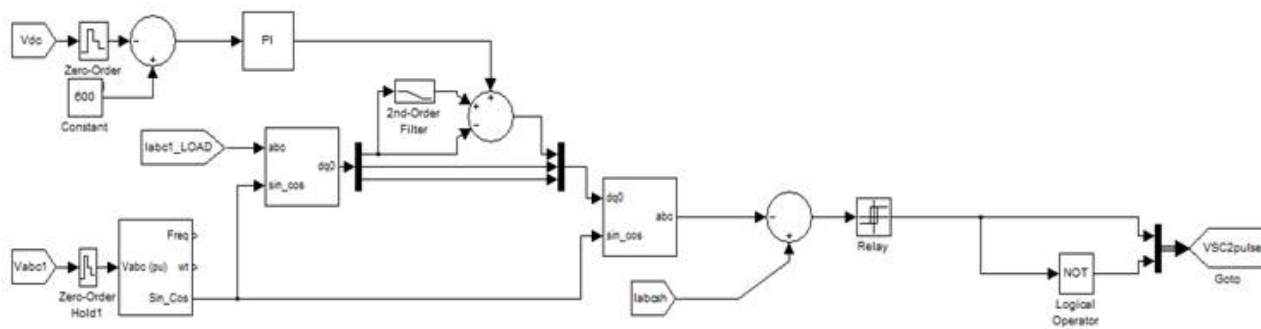 Vdc
Zero-Order
600
Constant
PI
2nd-Order
Filter
Iabc1_LOAD
abc
sin_cos
dq0
dq0
sin_cos
abc
Relay
NOT
Logical
Operator
VSC2pulse
Goto
Vabc1
Zero-Order
Hold1
Freq
Vabc (pu)
wt
Sin_Cos